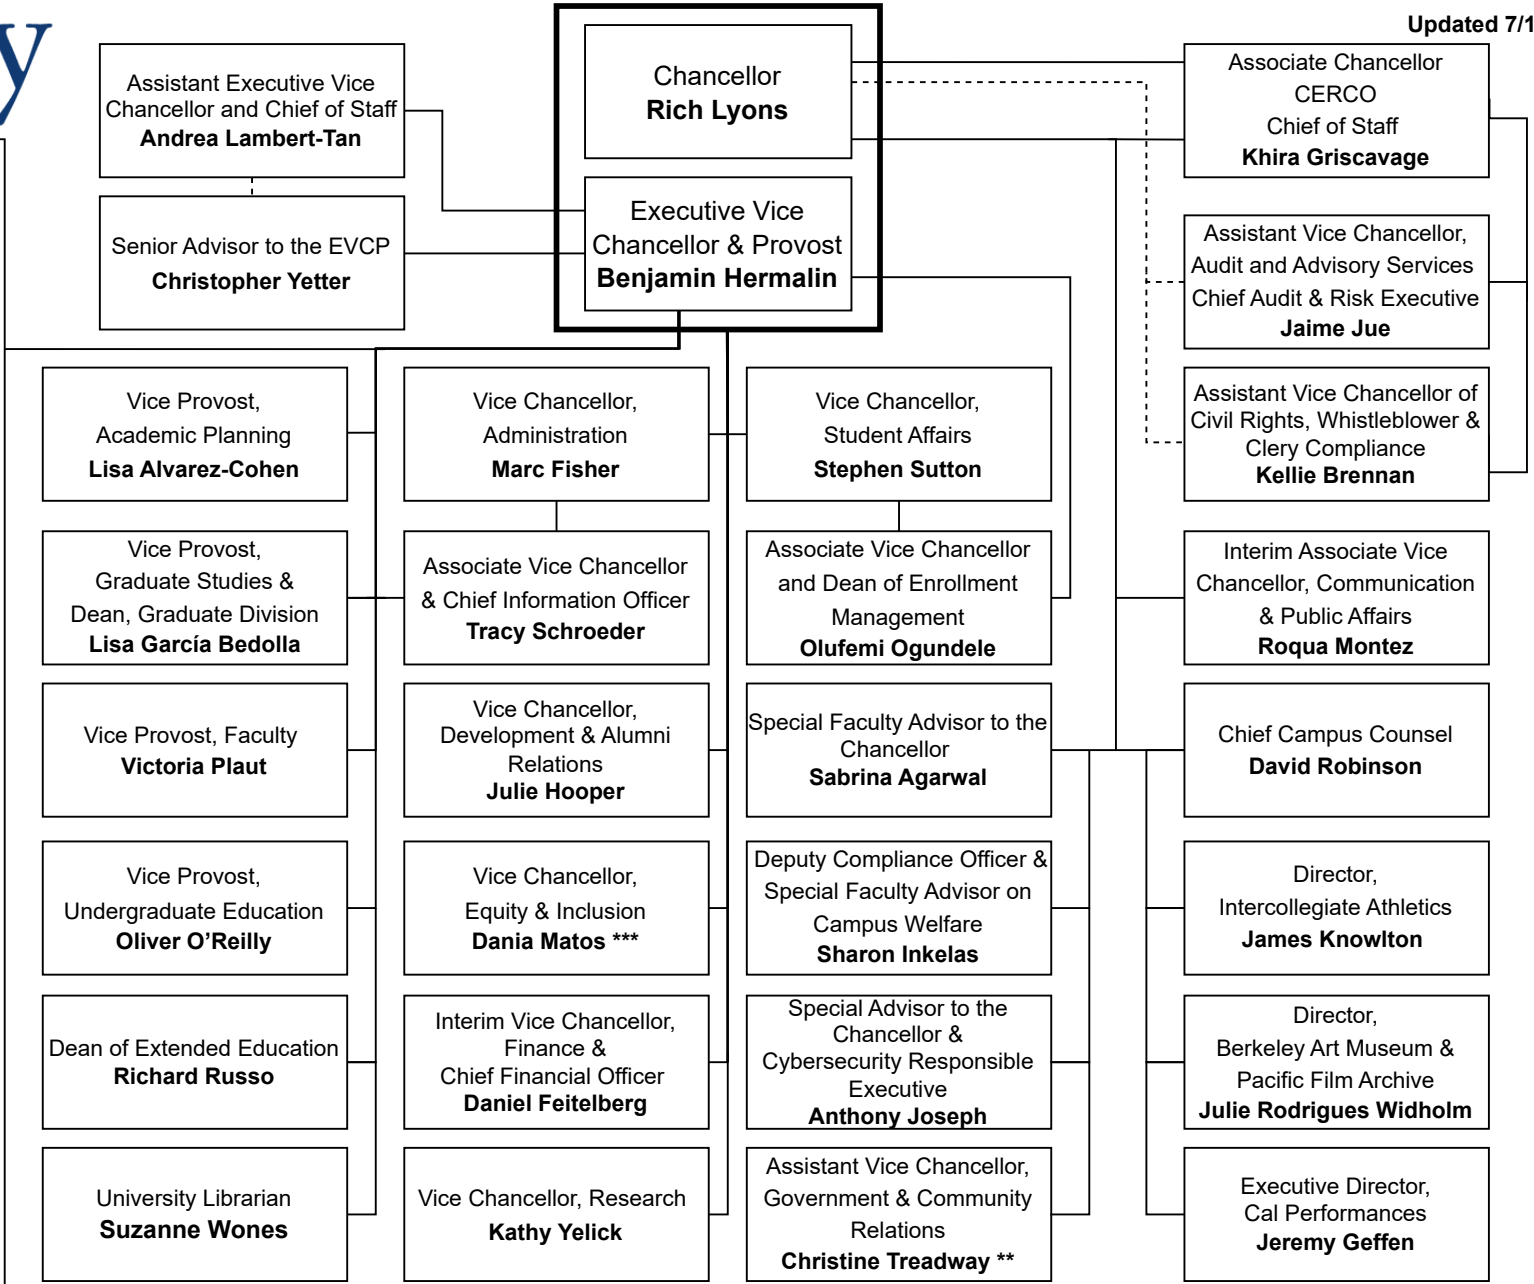 y
Updated 7/1
Assistant Executive Vice
Chancellor and Chief of Staff
Andrea Lambert-Tan
Chancellor
Rich Lyons
Associate Chancellor
CERCO
Chief of Staff
Khira Griscavage
Senior Advisor to the EVCP
Christopher Yetter
Executive Vice
Chancellor & Provost
Benjamin Hermalin
Assistant Vice Chancellor,
Audit and Advisory Services
Chief Audit & Risk Executive
Jaime Jue
Vice Provost,
Academic Planning
Lisa Alvarez-Cohen
Vice Chancellor,
Administration
Marc Fisher
Vice Chancellor,
Student Affairs
Stephen Sutton
Assistant Vice Chancellor of
Civil Rights, Whistleblower &
Clery Compliance
Kellie Brennan
Vice Provost,
Graduate Studies &
Dean, Graduate Division
Lisa García Bedolla
Associate Vice Chancellor
& Chief Information Officer
Tracy Schroeder
Associate Vice Chancellor
and Dean of Enrollment
Management
Olufemi Ogundele
Interim Associate Vice
Chancellor, Communication
& Public Affairs
Roqua Montez
Vice Provost, Faculty
Victoria Plaut
Vice Chancellor,
Development & Alumni
Relations
Julie Hooper
Special Faculty Advisor to the
Chancellor
Sabrina Agarwal
Chief Campus Counsel
David Robinson
Vice Provost,
Undergraduate Education
Oliver O’Reilly
Vice Chancellor,
Equity & Inclusion
Dania Matos ***
Deputy Compliance Officer &
Special Faculty Advisor on
Campus Welfare
Sharon Inkelas
Director,
Intercollegiate Athletics
James Knowlton
Dean of Extended Education
Richard Russo
Interim Vice Chancellor,
Finance &
Chief Financial Officer
Daniel Feitelberg
Special Advisor to the
Chancellor &
Cybersecurity Responsible
Executive
Anthony Joseph
Director,
Berkeley Art Museum &
Pacific Film Archive
Julie Rodrigues Widholm
University Librarian
Suzanne Wones
Vice Chancellor, Research
Kathy Yelick
Assistant Vice Chancellor,
Government & Community
Relations
Christine Treadway **
Executive Director,
Cal Performances
Jeremy Geffen